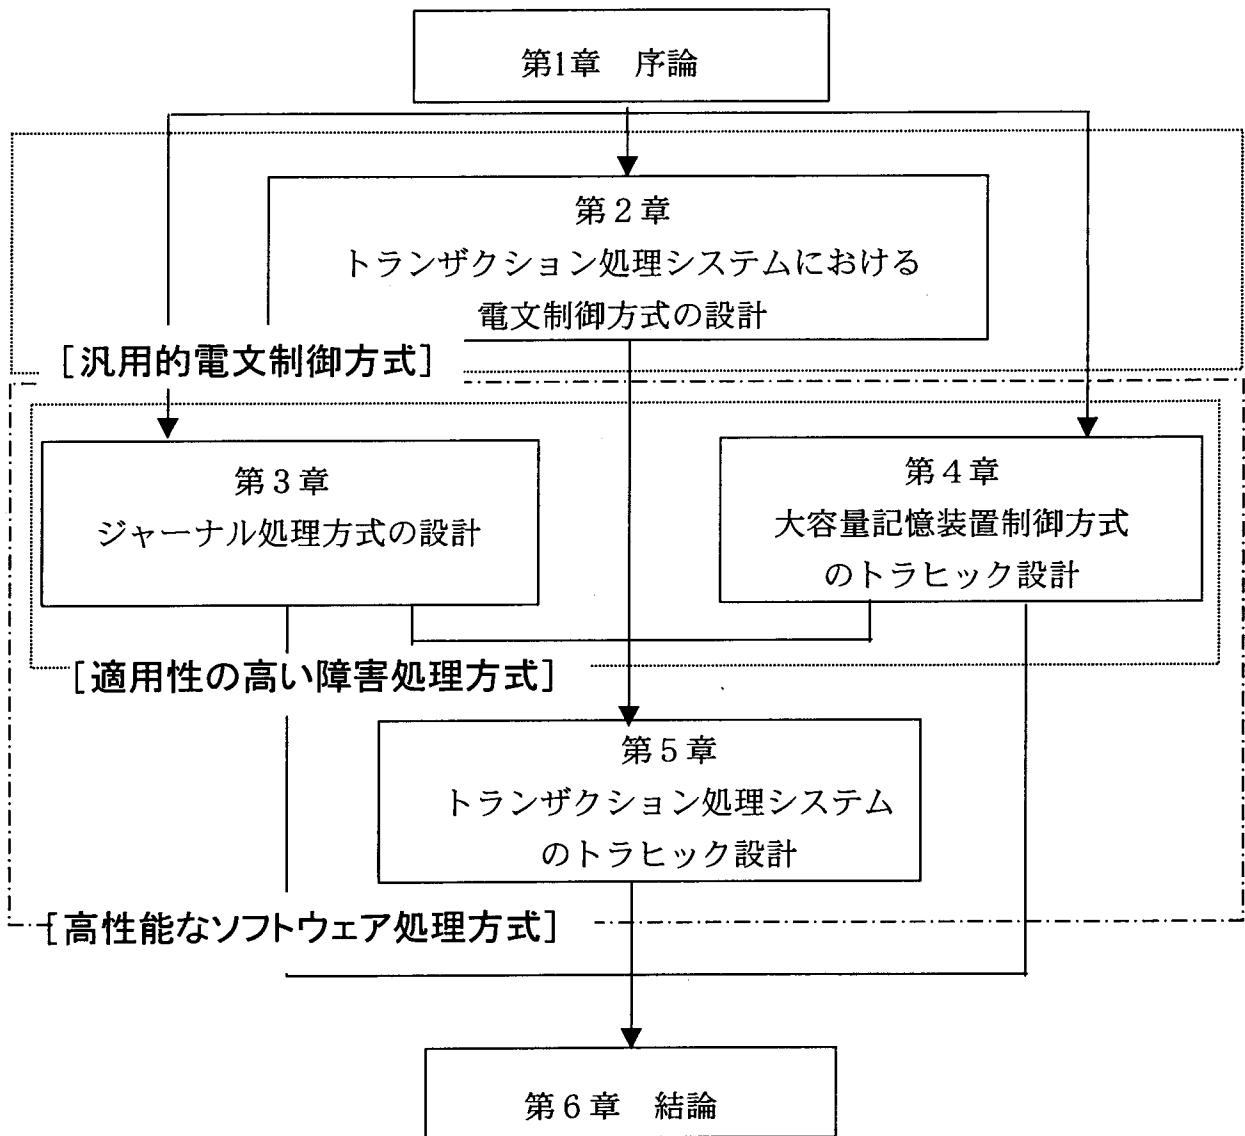 第1章　序論
第２章
トランザクション処理システムにおける
電文制御方式の設計
［汎用的電文制御方式］
第３章
ジャーナル処理方式の設計
第４章
大容量記憶装置制御方式
のトラヒック設計
［適用性の高い障害処理方式］
第５章
トランザクション処理システム
のトラヒック設計
［高性能なソフトウェア処理方式］
第６章　結論